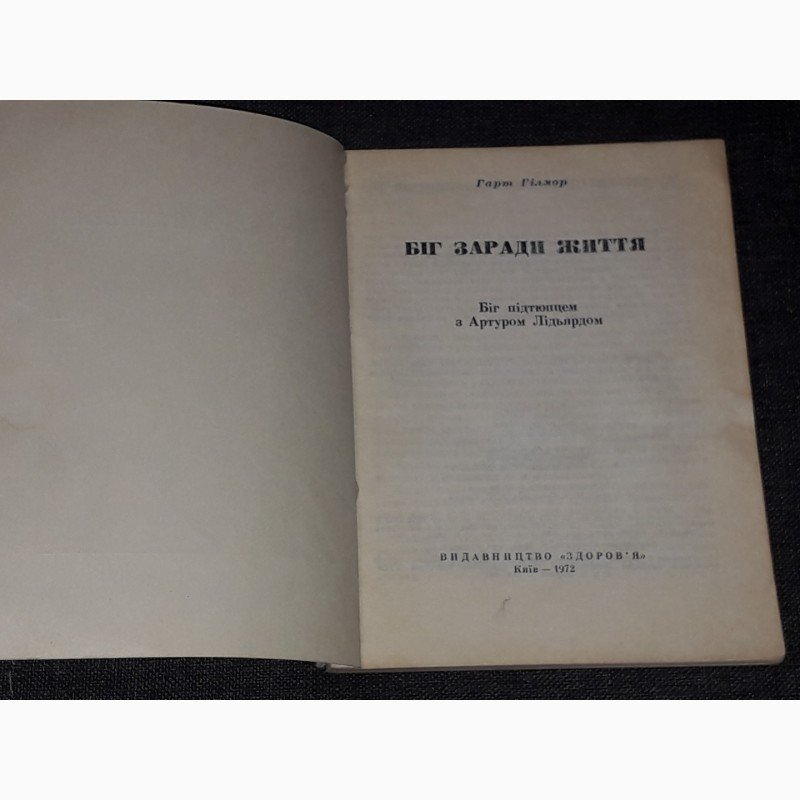 Гарт Гілмор
БІГ ЗАРАДИ ЖИТТЯ
Біг підтюпцем
з Артуром Лідьярдом
ВИДАВНИЦТВО «ЗДОРОВ'Я»
Київ — 1972